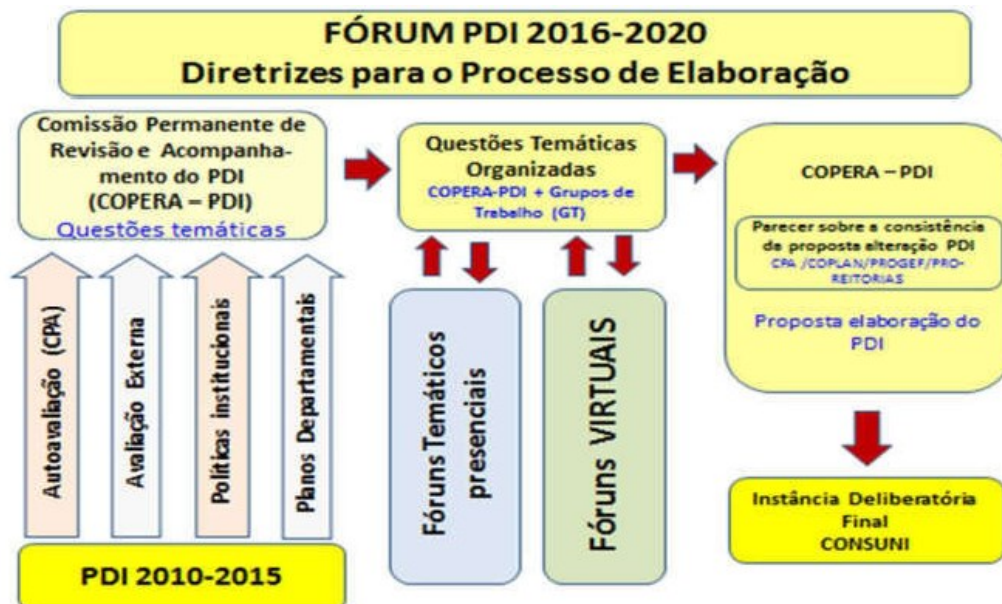 FÓRUM PDI 2016-2020
Diretrizes para o Processo de Elaboração
Comissão Permanente de
Revisão e Acompanha-
mento do PDI
(COPERA – PDI)
Questões temáticas
Questões Temáticas
Organizadas
COPERA-PDI + Grupos de
Trabalho (GT)
COPERA – PDI
Parecer sobre a consistência
da proposta alteração PDI
CPA /COPLAN/PROGEF/PRO-
REITORIAS
Proposta elaboração do
PDI
Autoavaliação (CPA)
Avaliação Externa
Políticas institucionais
Planos Departamentais
Fóruns Temáticos
presenciais
Fóruns VIRTUAIS
Instância Deliberatória
Final
CONSUNI
PDI 2010-2015